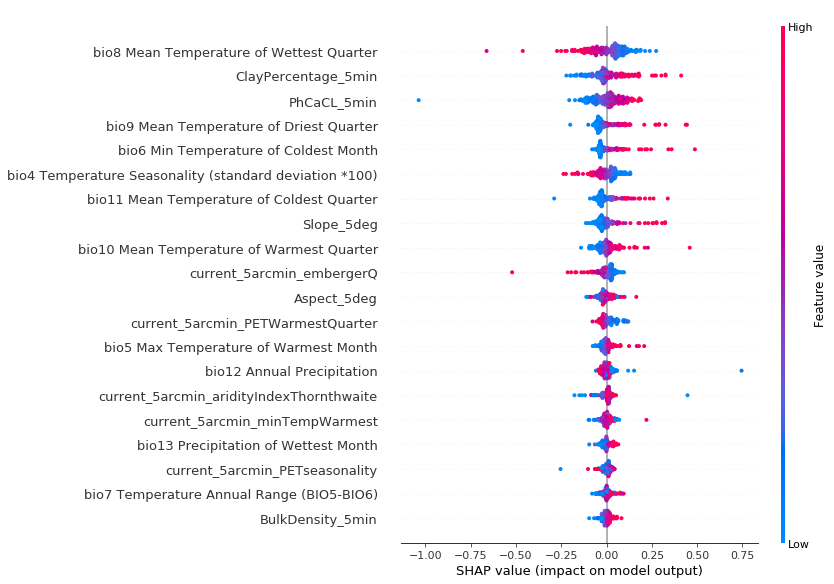 High
bio8 Mean Temperature of Wettest Quarter
ClayPercentage_5min
PhCaCL_5min
bio9 Mean Temperature of Driest Quarter
bio6 Min Temperature of Coldest Month
bio4 Temperature Seasonality (standard deviation *100)
bio11 Mean Temperature of Coldest Quarter
Slope_5deg
bio10 Mean Temperature of Warmest Quarter
current_5arcmin_embergerQ
Aspect_5deg
current_5arcmin_PETWarmestQuarter
bio5 Max Temperature of Warmest Month
bio12 Annual Precipitation
current_5arcmin_aridityIndexThornthwaite
current_5arcmin_minTempWarmest
bio13 Precipitation of Wettest Month
current_5arcmin_PETseasonality
bio7 Temperature Annual Range (BIO5-BIO6)
BulkDensity_5min
Feature value
Low
−1.00 −0.75 −0.50 −0.25 0.00 0.25 0.50 0.75
SHAP value (impact on model output)